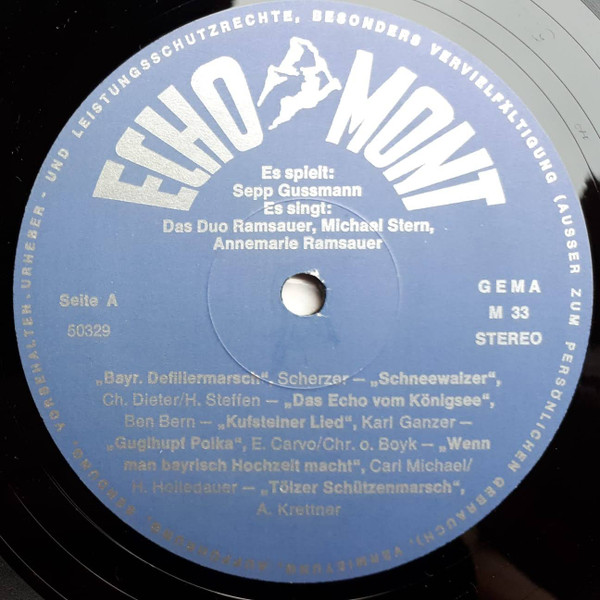 URHEBER- UND LEISTUNGSSCHUTZRECHTE, BESONDERS VERVIELFÄLTIGUNG (AUSSER ZUM PERSÖNLICHEN GEBRAUCH), VERMIETUNG, AUFFÜHRUNG, SENDUNG, VORBEHALTEN -
ECHO MONT
Es spielt:
Sepp Gussmann
Es singt:
Das Duo Ramsauer, Michael Stern,
Annemarie Ramsauer
Seite A
50329
GEMA
M 33
STEREO
„Bayr. Defiliermarsch“, Scherzer – „Schneewalzer“,
Ch. Dieter/H. Steffen – „Das Echo vom Königsee“,
Ben Bern – „Kufsteiner Lied“, Karl Ganzer –
„Guglhupf Polka“, E. Carvo/Chr. o. Boyk – „Wenn
man bayrisch Hochzeit macht“, Carl Michael/
H. Holledauer – „Tölzer Schützenmarsch“,
A. Krettner